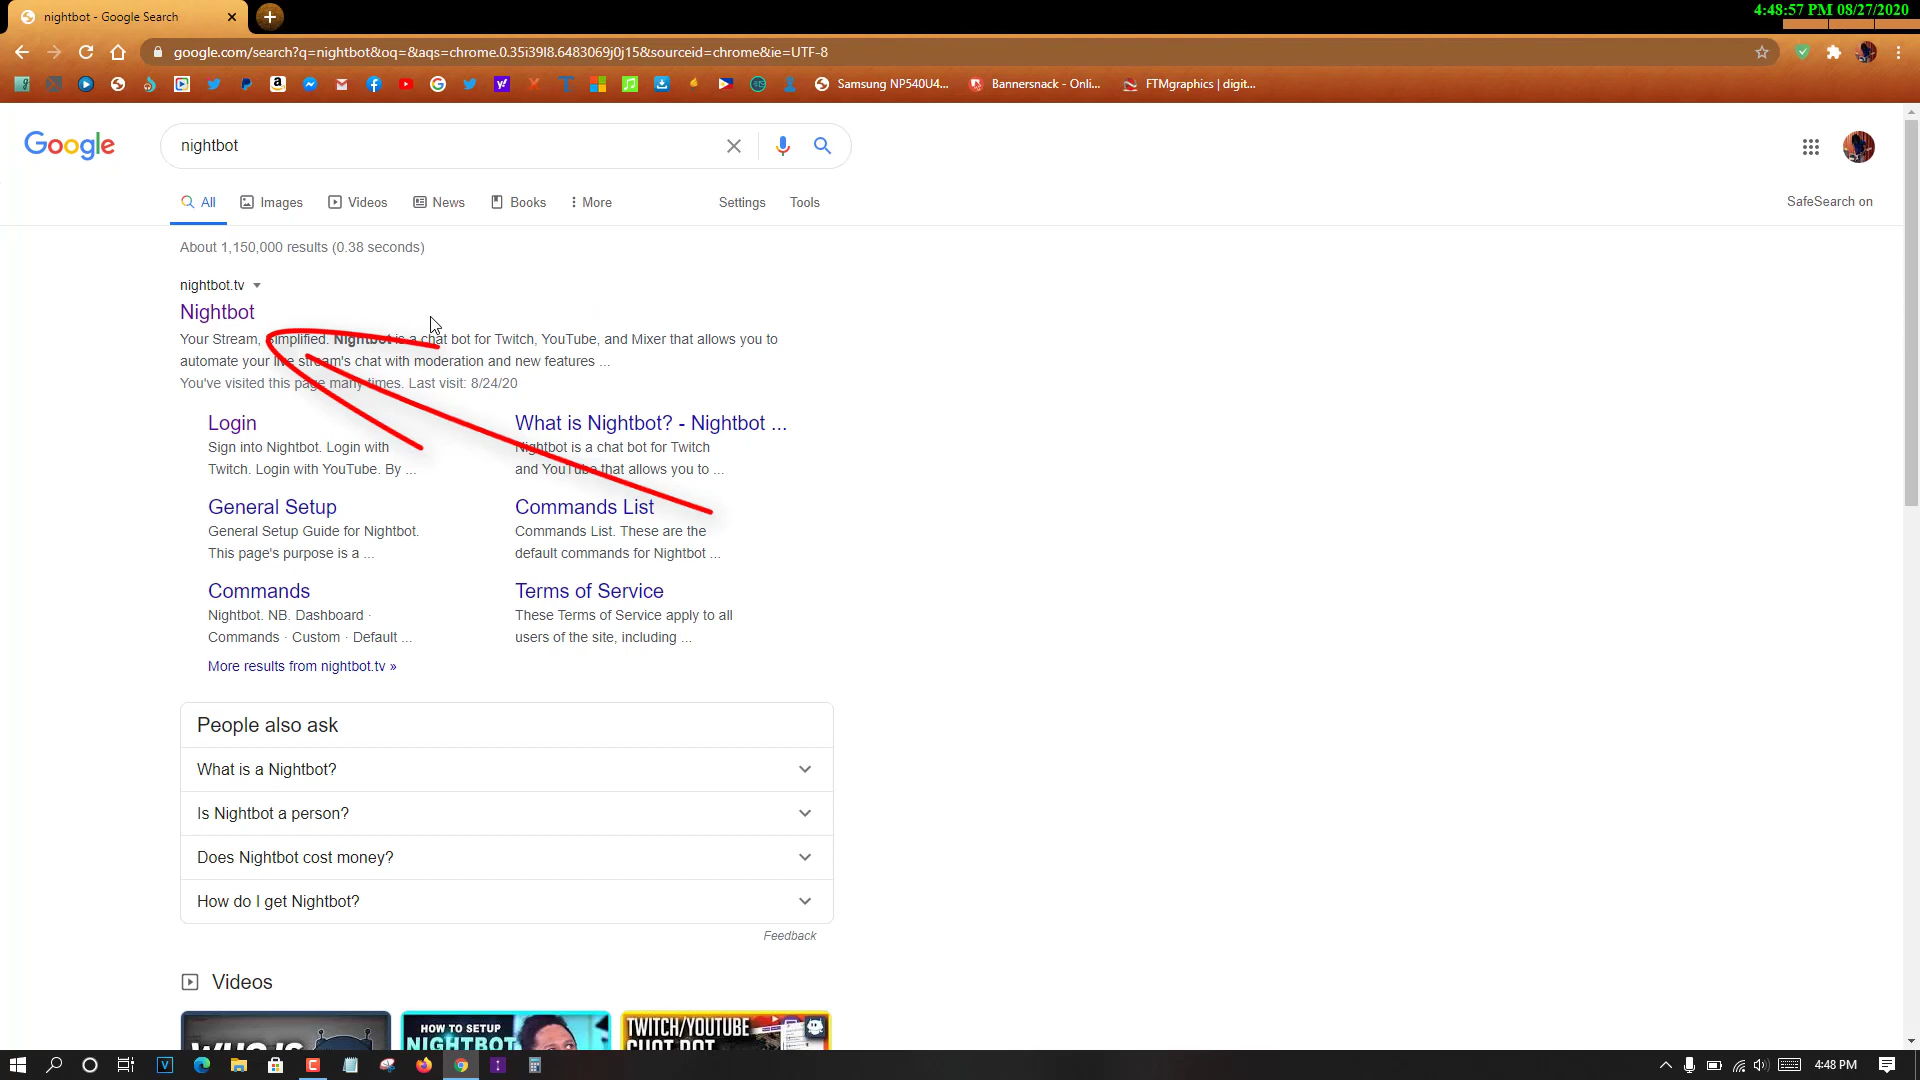 nightbot - Google Search
4:48:57 PM 08/27/2020
google.com/search?q=nightbot&oq=&aqs=chrome.0.35i39l8.6483069j0j15&sourceid=chrome&ie=UTF-8
Samsung NP540U4...
Bannersnack - Onli...
FTMgraphics | digit...
Google
nightbot
All
Images
Videos
News
Books
More
Settings
Tools
SafeSearch on
About 1,150,000 results (0.38 seconds)
nightbot.tv
Nightbot
Your Stream, simplified. Nightbot is a chat bot for Twitch, YouTube, and Mixer that allows you to
automate your live stream's chat with moderation and new features ...
You've visited this page many times. Last visit: 8/24/20
Login
Sign into Nightbot. Login with
Twitch. Login with YouTube. By ...
What is Nightbot? - Nightbot ...
Nightbot is a chat bot for Twitch
and YouTube that allows you to ...
General Setup
General Setup Guide for Nightbot.
This page's purpose is a ...
Commands List
Commands List. These are the
default commands for Nightbot ...
Commands
Nightbot. NB. Dashboard ·
Commands · Custom · Default ...
Terms of Service
These Terms of Service apply to all
users of the site, including ...
More results from nightbot.tv »
People also ask
What is a Nightbot?
Is Nightbot a person?
Does Nightbot cost money?
How do I get Nightbot?
Feedback
Videos
WHO IS
HOW TO SETUP
NIGHTBOT
TWITCH/YOUTUBE
CHAT BOT
4:48 PM